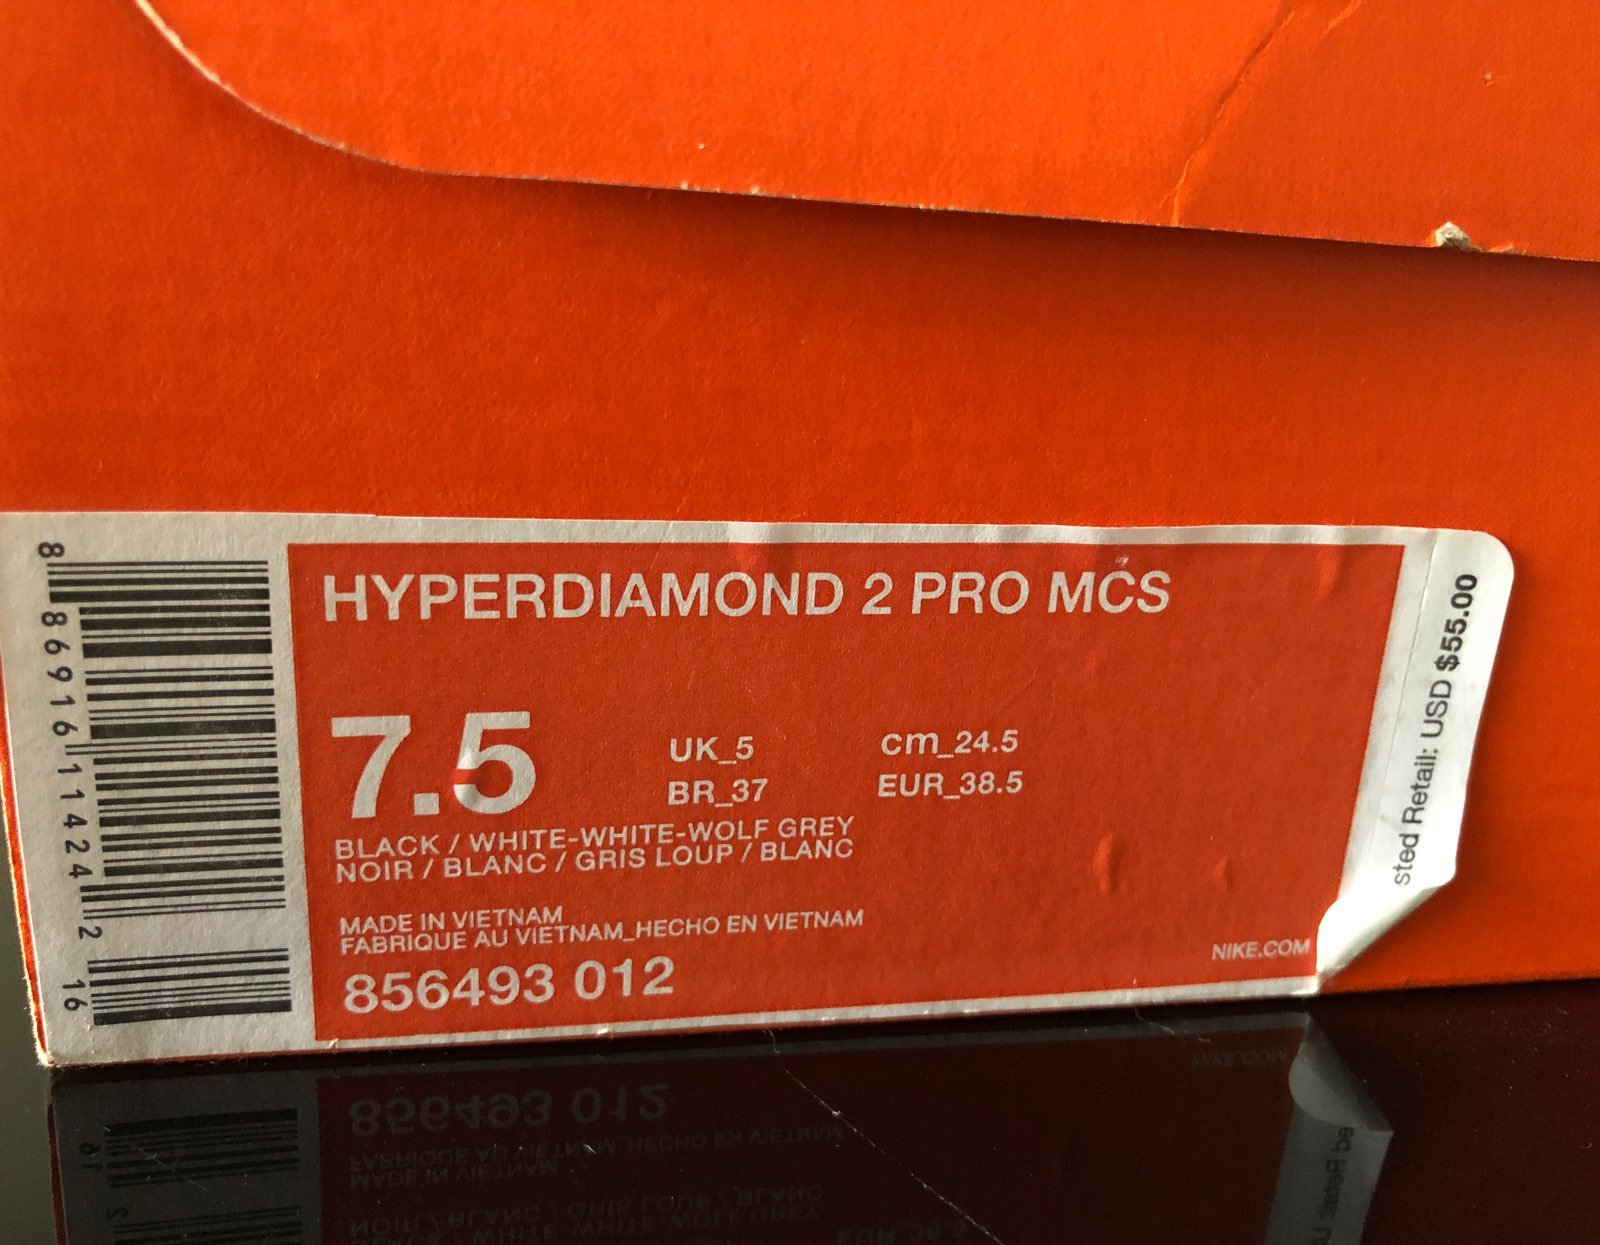 HYPERDIAMOND 2 PRO MCS
7.5
UK_5
cm_24.5
BR_37
EUR_38.5
BLACK / WHITE-WHITE-WOLF GREY
NOIR / BLANC / GRIS LOUP / BLANC
MADE IN VIETNAM
FABRIQUE AU VIETNAM_HECHO EN VIETNAM
856493 012
NIKE.COM
8 86916 11424 2 16
sted Retail: USD $55.00